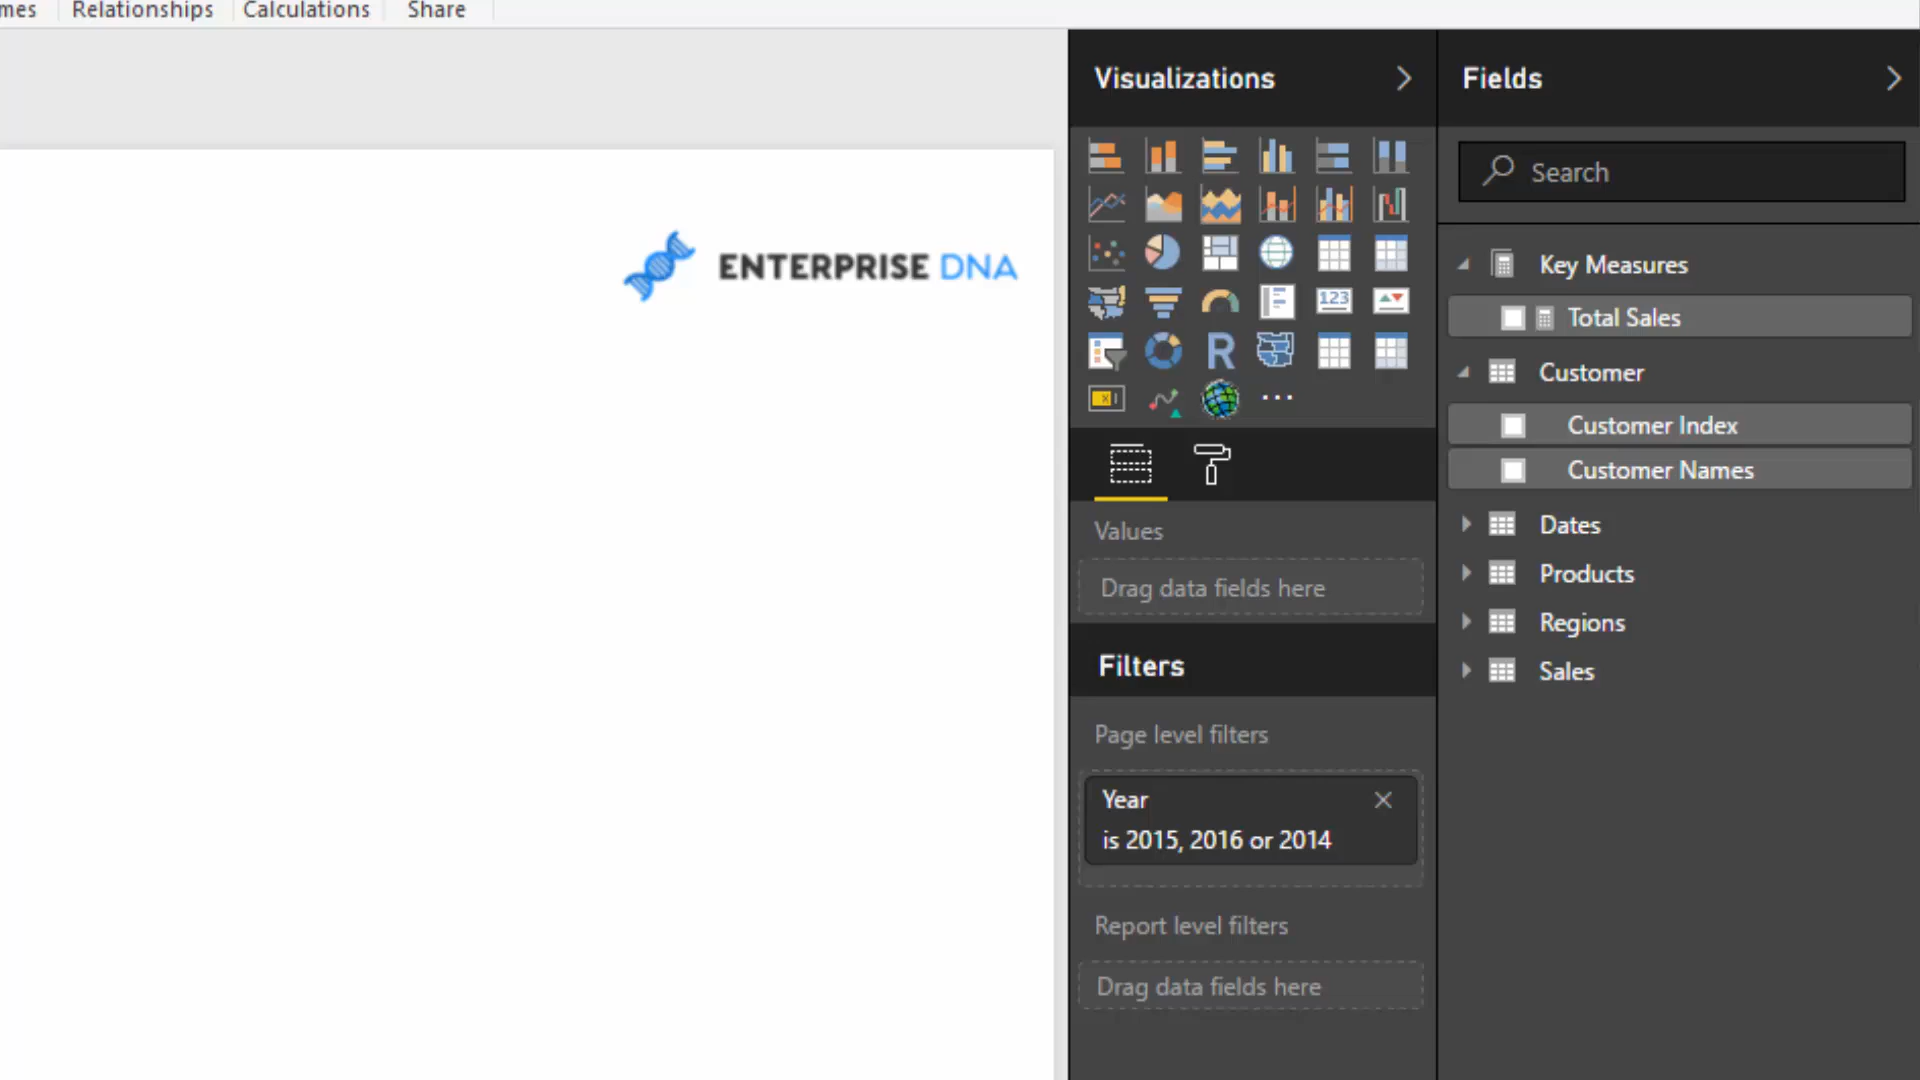 Relationships
Calculations
Share
Visualizations
Fields
Search
ENTERPRISE DNA
Key Measures
Total Sales
Customer
Customer Index
Customer Names
Dates
Products
Regions
Sales
123
R
Values
Drag data fields here
Filters
Page level filters
Year
is 2015, 2016 or 2014
Report level filters
Drag data fields here